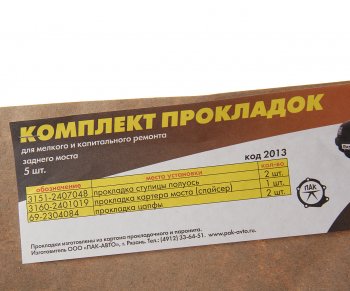 КОМПЛЕКТ ПРОКЛАДОК
для мелкого и капитального ремонта
заднего моста
5 шт.
код 2013
обозначение место установки кол-во
3151-2407048 прокладка ступицы полуось 2 шт.
3160-2401019 прокладка картера моста (спайсер) 1 шт.
69-2304084 прокладка цапфы 2 шт.
ПАК
Прокладки изготовлены из картона прокладочного и паронита.
Изготовитель ООО «ПАК-АВТО», г. Рязань. Тел.: (4912) 33-64-51. www.pak-avto.ru